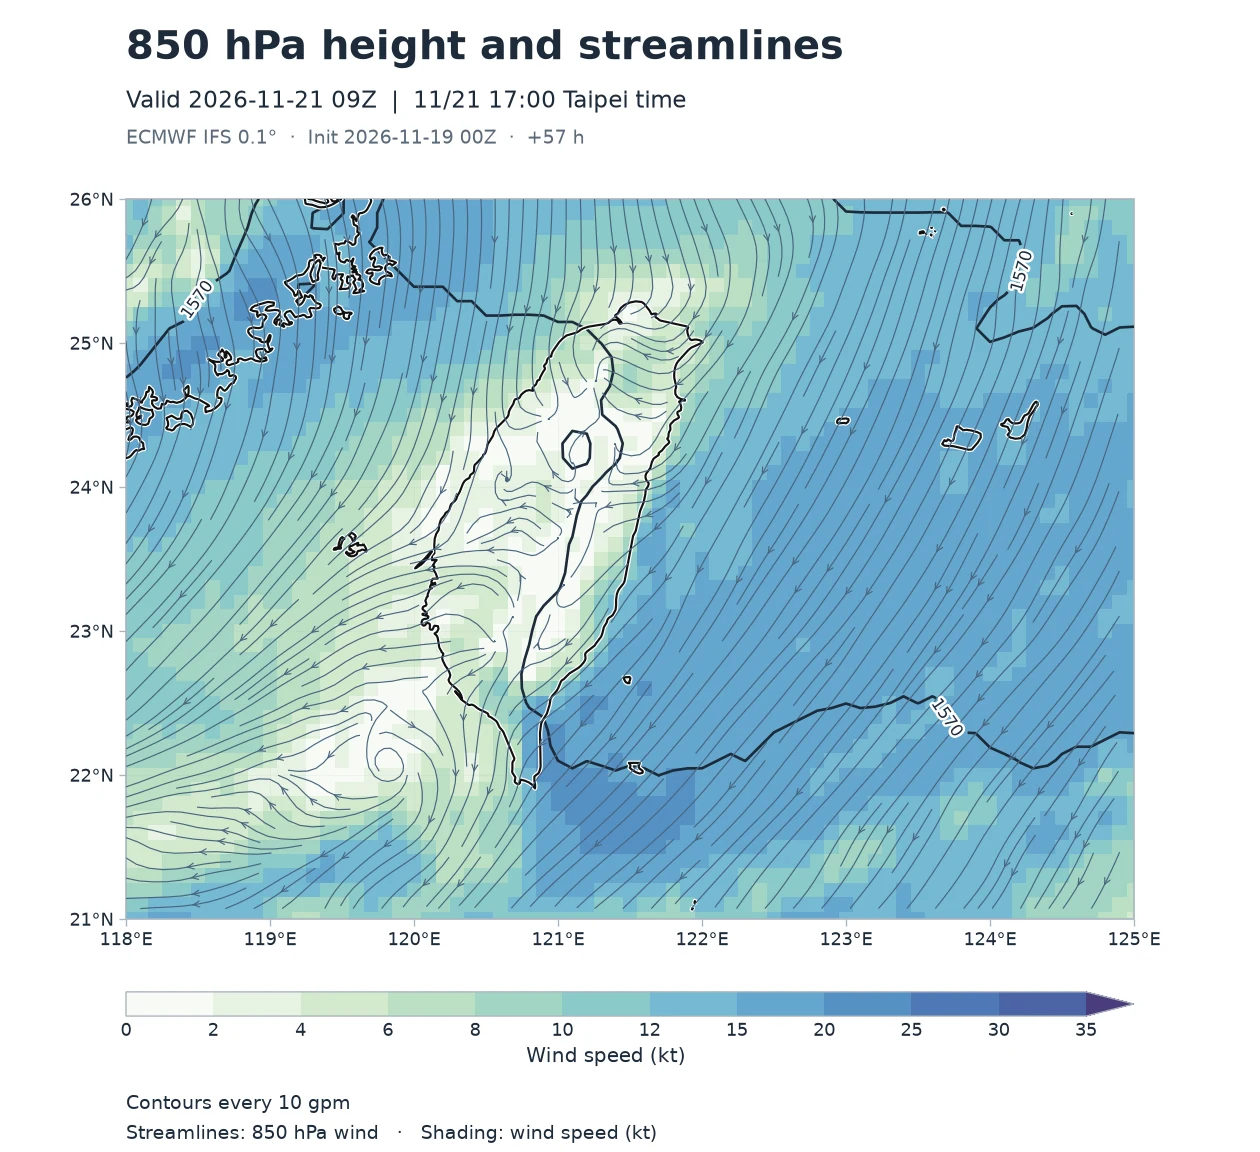 850 hPa height and streamlines
Valid 2026-11-21 09Z | 11/21 17:00 Taipei time
ECMWF IFS 0.1° · Init 2026-11-19 00Z · +57 h
26°N
25°N
24°N
23°N
22°N
21°N
1570
1570
1570
118°E 119°E 120°E 121°E 122°E 123°E 124°E 125°E
0 2 4 6 8 10 12 15 20 25 30 35
Wind speed (kt)
Contours every 10 gpm
Streamlines: 850 hPa wind · Shading: wind speed (kt)